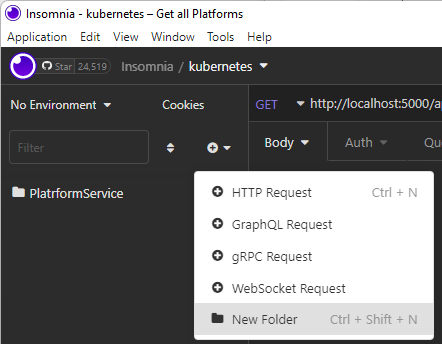 Insomnia - kubernetes – Get all Platforms
Application Edit View Window Tools Help
Star 24,519 Insomnia / kubernetes
No Environment Cookies GET http://localhost:5000/a
Filter Body Auth
PlatrformService
HTTP Request Ctrl + N
GraphQL Request
gRPC Request
WebSocket Request
New Folder Ctrl + Shift + N